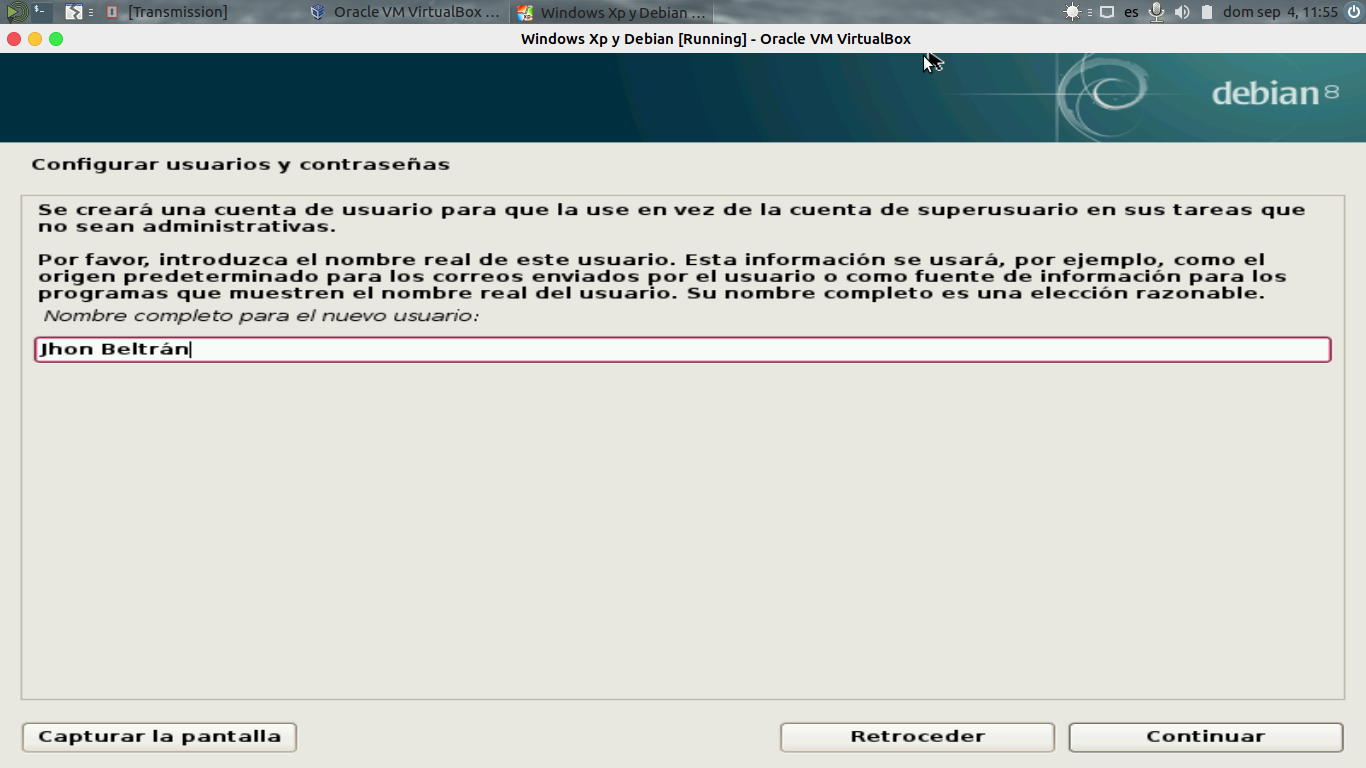 [Transmission]
Oracle VM VirtualBox ...
Windows Xp y Debian ...
es
dom sep 4, 11:55
Windows Xp y Debian [Running] - Oracle VM VirtualBox
debian 8
Configurar usuarios y contraseñas
Se creará una cuenta de usuario para que la use en vez de la cuenta de superusuario en sus tareas que
no sean administrativas.
Por favor, introduzca el nombre real de este usuario. Esta información se usará, por ejemplo, como el
origen predeterminado para los correos enviados por el usuario o como fuente de información para los
programas que muestren el nombre real del usuario. Su nombre completo es una elección razonable.
Nombre completo para el nuevo usuario:
Jhon Beltrán
Capturar la pantalla
Retroceder
Continuar